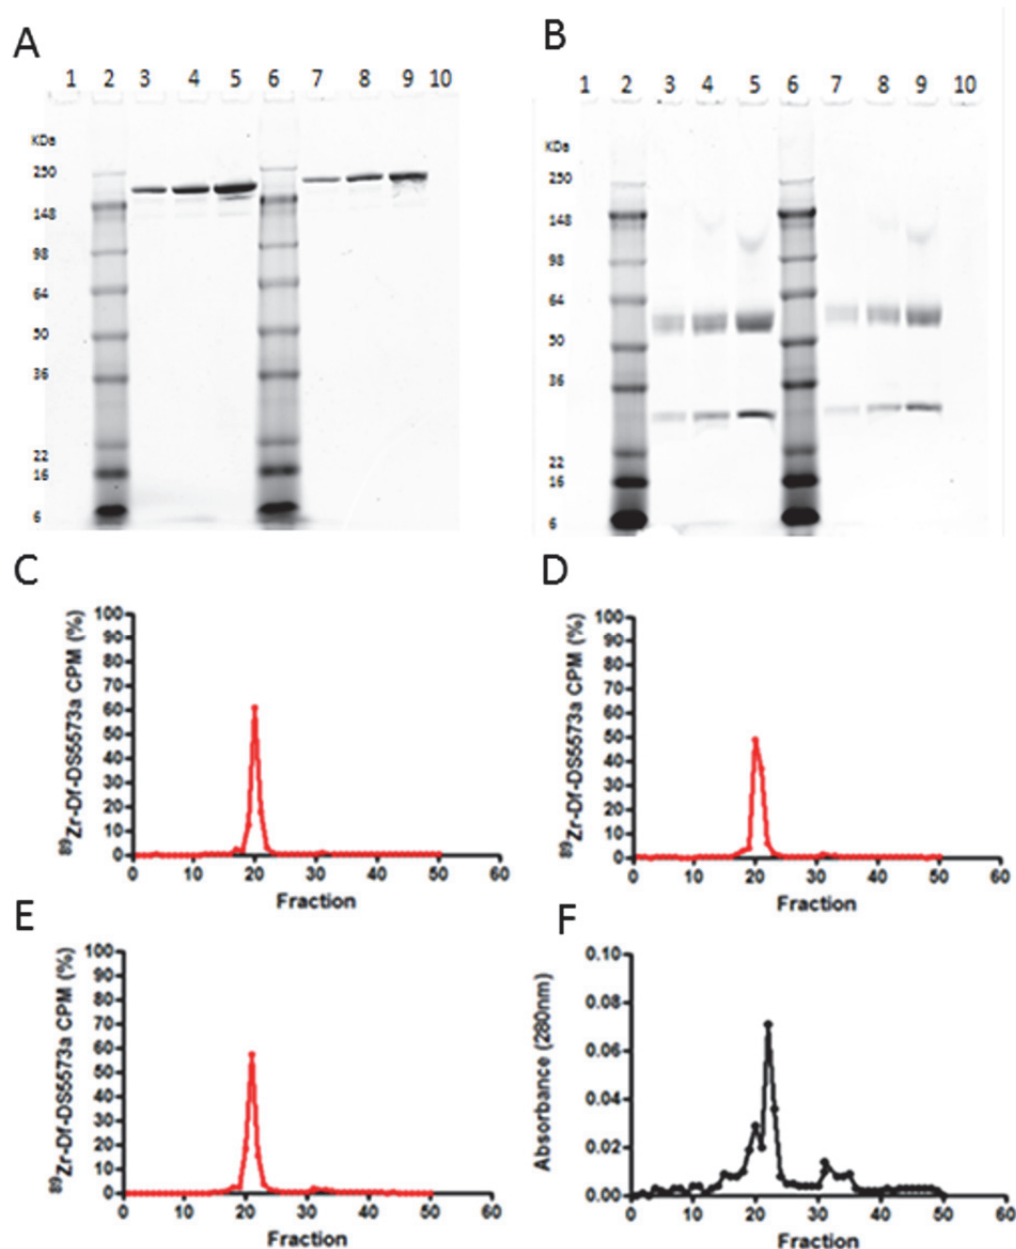 A
1 2 3 4 5 6 7 8 9 10
KDa
250
148
98
64
50
36
22
16
6
B
1 2 3 4 5 6 7 8 9 10
KDa
250
148
98
64
50
36
22
16
6
C
89Zr-Df-DS5573a CPM (%)
100
90
80
70
60
50
40
30
20
10
0
0 10 20 30 40 50 60
Fraction
D
89Zr-Df-DS5573a CPM (%)
100
90
80
70
60
50
40
30
20
10
0
0 10 20 30 40 50 60
Fraction
E
89Zr-Df-DS5573a CPM (%)
100
90
80
70
60
50
40
30
20
10
0
0 10 20 30 40 50 60
Fraction
F
Absorbance (280nm)
0.10
0.08
0.06
0.04
0.02
0.00
0 10 20 30 40 50 60
Fraction